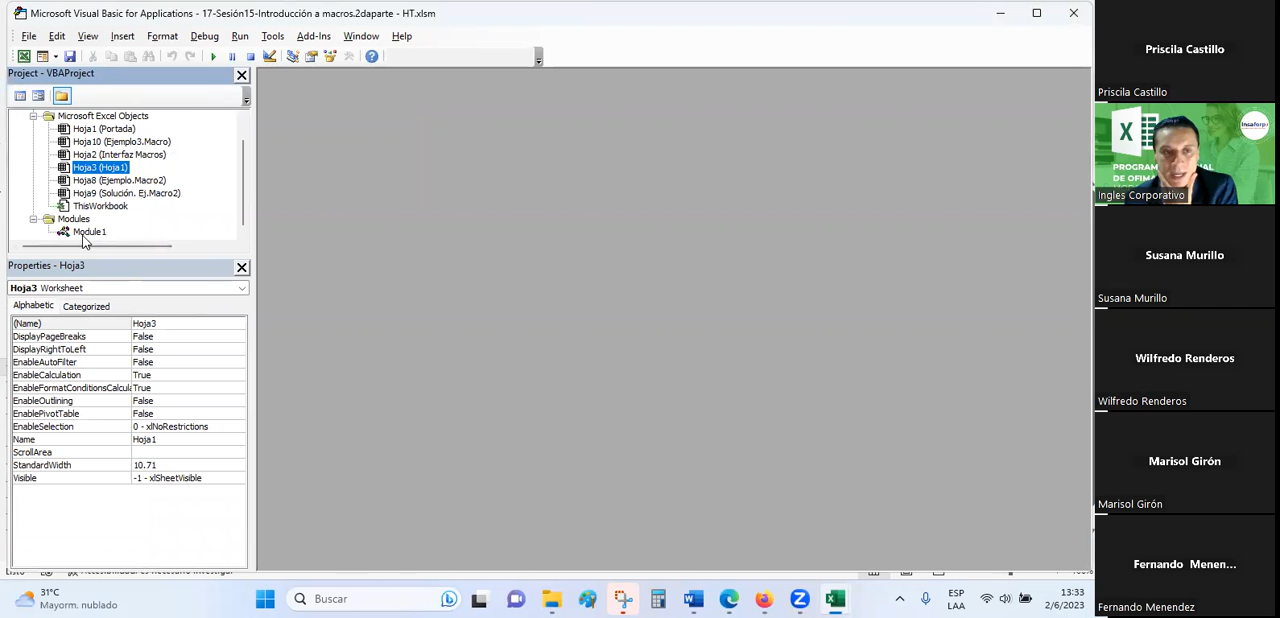 Microsoft Visual Basic for Applications - 17-Sesión15-Introducción a macros.2daparte - HT.xlsm
File Edit View Insert Format Debug Run Tools Add-Ins Window Help
Project - VBAProject
Microsoft Excel Objects
Hoja1 (Portada)
Hoja10 (Ejemplo3.Macro)
Hoja2 (Interfaz Macros)
Hoja3 (Hoja1)
Hoja8 (Ejemplo.Macro2)
Hoja9 (Solución. Ej.Macro2)
ThisWorkbook
Modules
Module1
Properties - Hoja3
Hoja3 Worksheet
Alphabetic Categorized
(Name) Hoja3
DisplayPageBreaks False
DisplayRightToLeft False
EnableAutoFilter False
EnableCalculation True
EnableFormatConditionsCalcula True
EnableOutlining False
EnablePivotTable False
EnableSelection 0 - xlNoRestrictions
Name Hoja1
ScrollArea
StandardWidth 10.71
Visible -1 - xlSheetVisible
31°C
Mayorm. nublado
Buscar
ESP
LAA
13:33
2/6/2023
Priscila Castillo
Priscila Castillo
Insaforp
PROGRAM
DE OFIMA
Ingles Corporativo
Susana Murillo
Susana Murillo
Wilfredo Renderos
Wilfredo Renderos
Marisol Girón
Marisol Girón
Fernando Menen...
Fernando Menendez